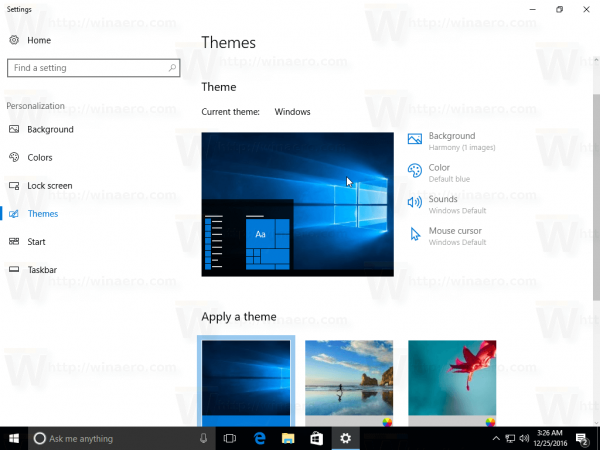 Settings
Home
Find a setting
Personalization
Background
Colors
Lock screen
Themes
Start
Taskbar
Themes
Theme
Current theme: Windows
Aa
Background
Harmony (1 images)
Color
Default blue
Sounds
Windows Default
Mouse cursor
Windows Default
Apply a theme
Ask me anything
3:26 AM
12/25/2016
2
W http://winaero.com